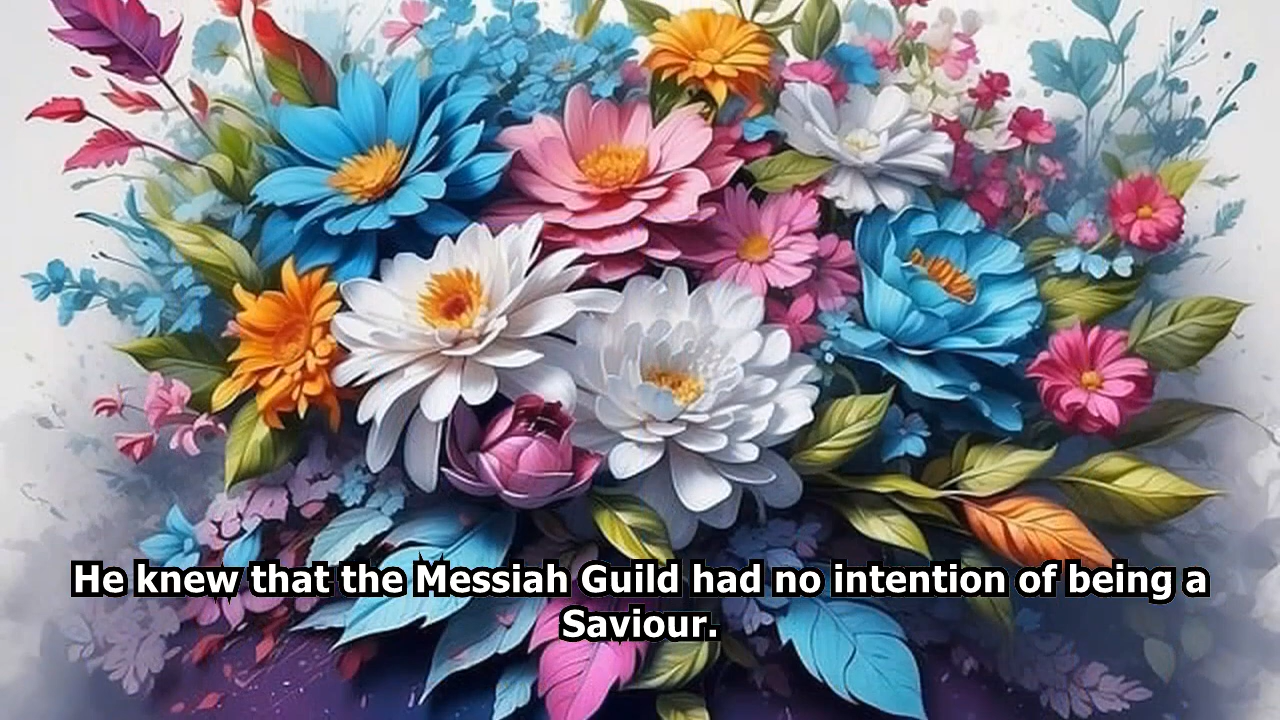 He knew that the Messiah Guild had no intention of being a
Saviour.